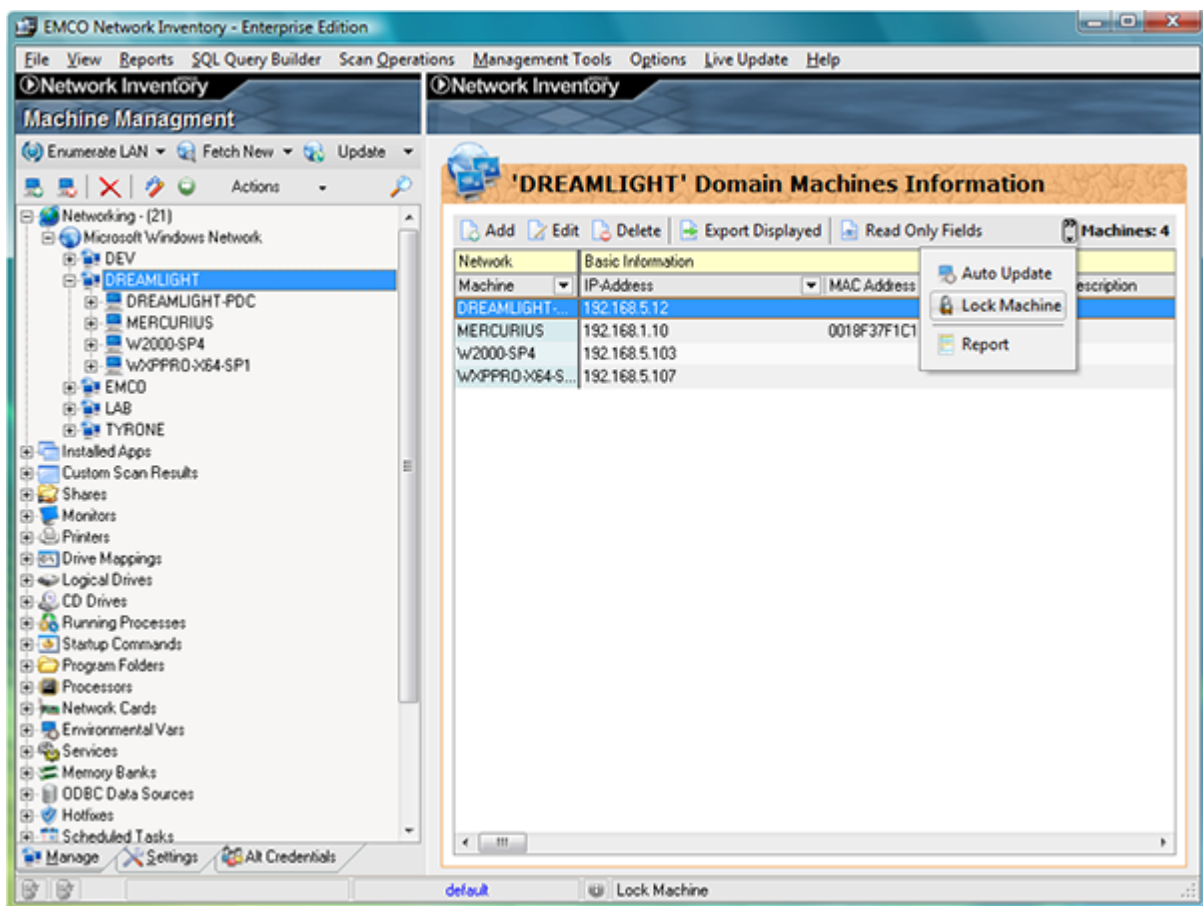 EMCO Network Inventory - Enterprise Edition
File View Reports SQL Query Builder Scan Operations Management Tools Options Live Update Help
Network Inventory
Machine Managment
Enumerate LAN Fetch New Update
Actions
Networking - (21)
Microsoft Windows Network
DEV
DREAMLIGHT
DREAMLIGHT-PDC
MERCURIUS
W2000-SP4
WXPPRO-X64-SP1
EMCO
LAB
TYRONE
Installed Apps
Custom Scan Results
Shares
Monitors
Printers
Drive Mappings
Logical Drives
CD Drives
Running Processes
Startup Commands
Program Folders
Processors
Network Cards
Environmental Vars
Services
Memory Banks
ODBC Data Sources
Hotfixes
Scheduled Tasks
Manage Settings Alt Credentials
Network Inventory
'DREAMLIGHT' Domain Machines Information
Add Edit Delete Export Displayed Read Only Fields Machines: 4
Network Basic Information
Machine IP-Address MAC Address escription
DREAMLIGHT-... 192.168.5.12
MERCURIUS 192.168.1.10 0018F37F1C1
W2000-SP4 192.168.5.103
WXPPRO-X64-S... 192.168.5.107
Auto Update
Lock Machine
Report
default Lock Machine